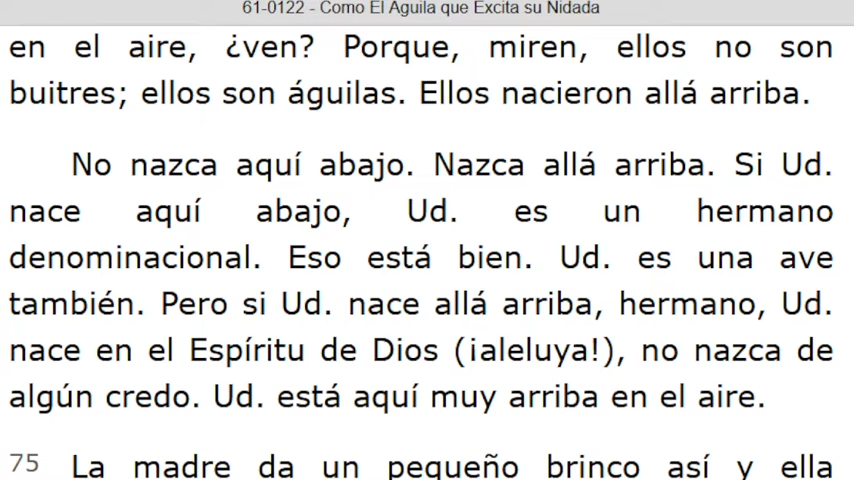 61-0122 - Como El Aguila que Excita su Nidada
en el aire, ¿ven? Porque, miren, ellos no son
buitres; ellos son águilas. Ellos nacieron allá arriba.
No nazca aquí abajo. Nazca allá arriba. Si Ud.
nace aquí abajo, Ud. es un hermano
denominacional. Eso está bien. Ud. es una ave
también. Pero si Ud. nace allá arriba, hermano, Ud.
nace en el Espíritu de Dios (¡aleluya!), no nazca de
algún credo. Ud. está aquí muy arriba en el aire.
75 La madre da un pequeño brinco así y ella